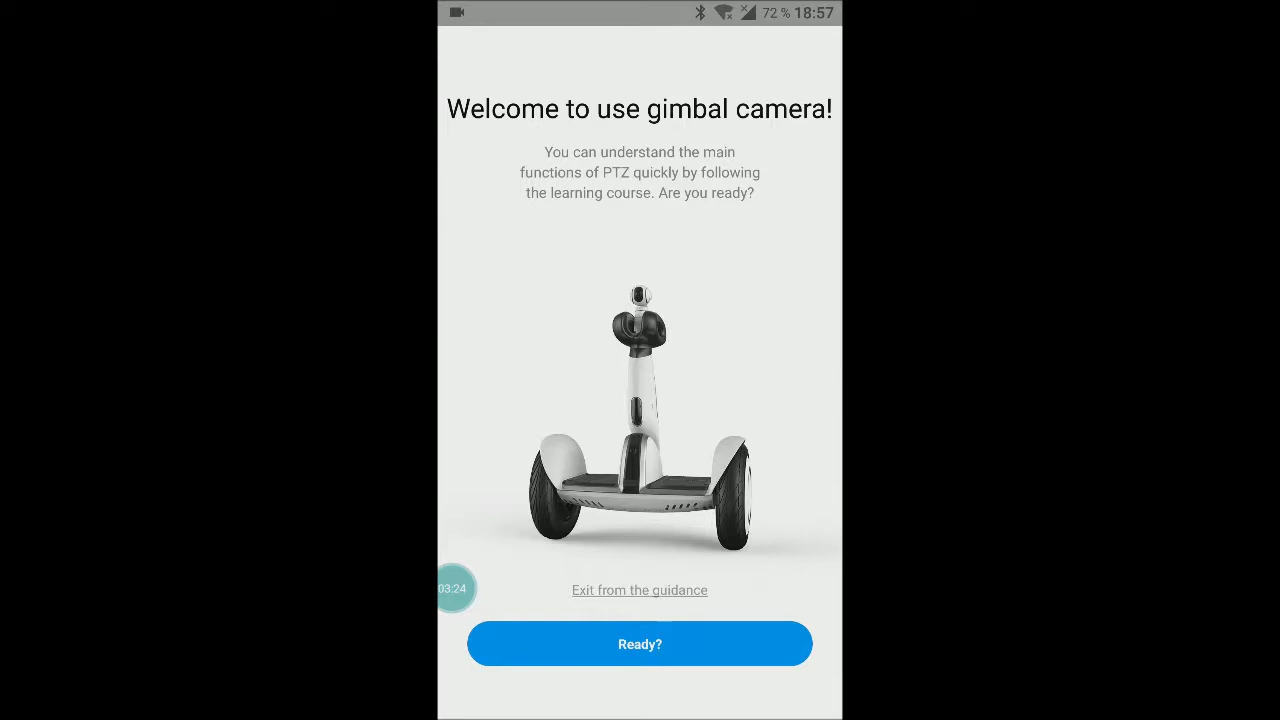 72 % 18:57
Welcome to use gimbal camera!
You can understand the main
functions of PTZ quickly by following
the learning course. Are you ready?
03:24
Exit from the guidance
Ready?